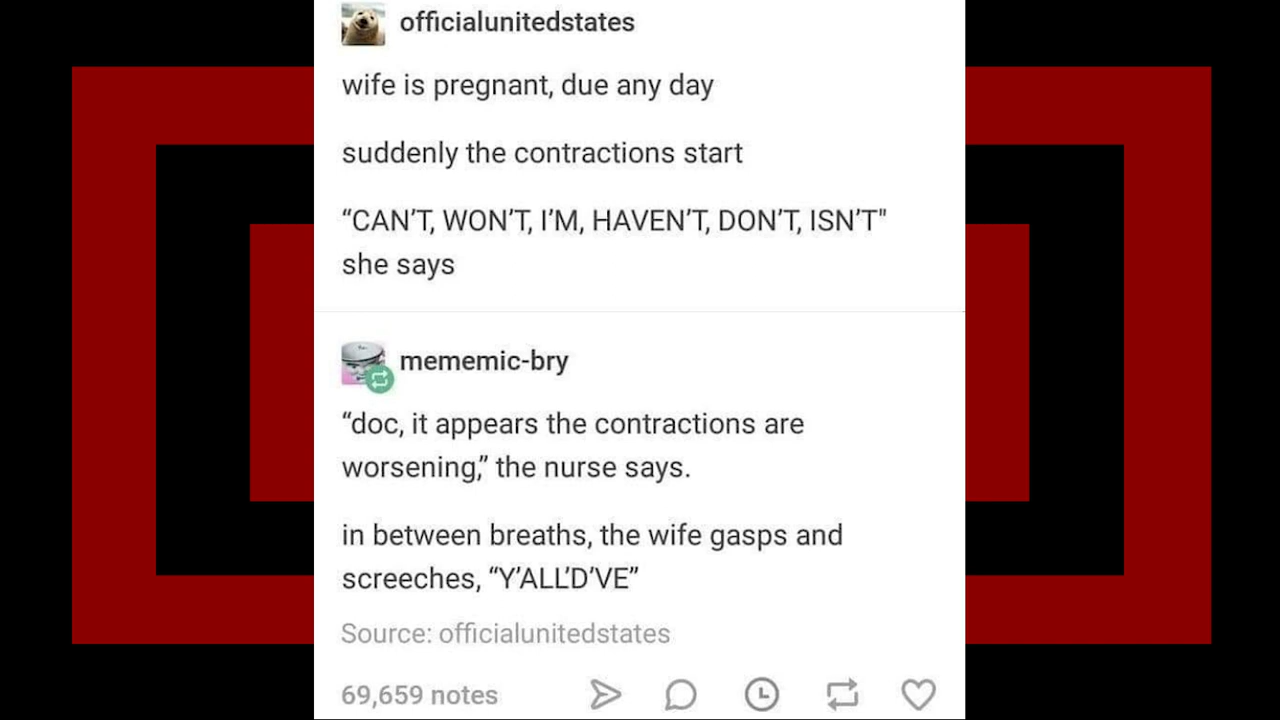 officialunitedstates
wife is pregnant, due any day
suddenly the contractions start
“CAN’T, WON’T, I’M, HAVEN’T, DON’T, ISN’T"
she says
mememic-bry
“doc, it appears the contractions are
worsening,” the nurse says.
in between breaths, the wife gasps and
screeches, “Y’ALL’D’VE”
Source: officialunitedstates
69,659 notes